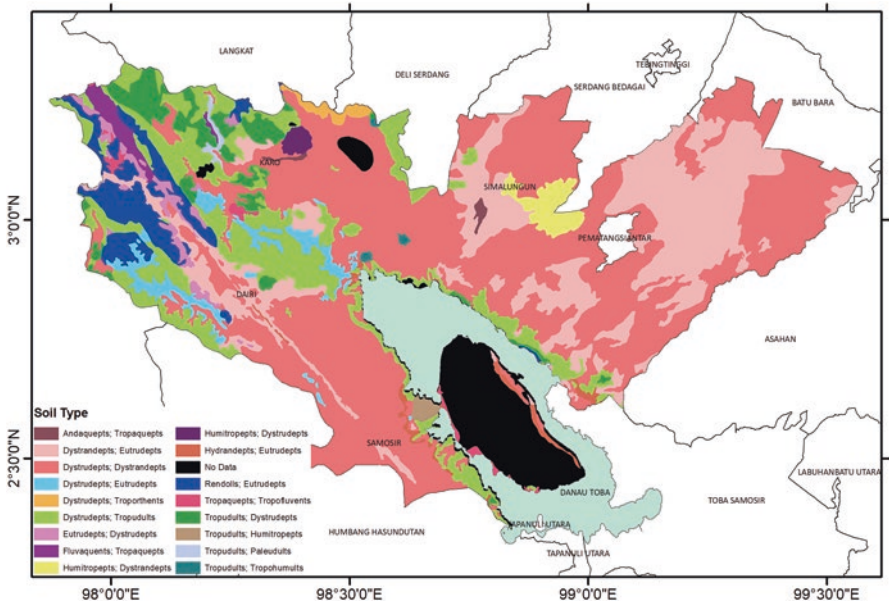 LANGKAT
DELI SERDANG
TEBINGTINGGI
SERDANG BEDAGAI
BATU BARA
KARO
SIMALUNGUN
3°0'0"N
PEMATANGSIANTAR
DAIRI
ASAHAN
Soil Type
Andaquepts; Tropaquepts
Dystrandepts; Eutrudepts
Dystrudepts; Dystrandepts
Dystrudepts; Eutrudepts
Dystrudepts; Troporthents
Dystrudepts; Tropudults
Eutrudepts; Dystrudepts
Fluvaquents; Tropaquepts
Humitropepts; Dystrandepts
Humitropepts; Dystrudepts
Hydrandepts; Eutrudepts
No Data
Rendolls; Eutrudepts
Tropaquepts; Tropofluvents
Tropudults; Dystrudepts
Tropudults; Humitropepts
Tropudults; Paleudults
Tropudults; Tropohumults
SAMOSIR
2°30'0"N
LABUHANBATU UTARA
DANAU TOBA
TOBA SAMOSIR
HUMBANG HASUNDUTAN
TAPANULI UTARA
TAPANULI UTARA
98°0'0"E
98°30'0"E
99°0'0"E
99°30'0"E